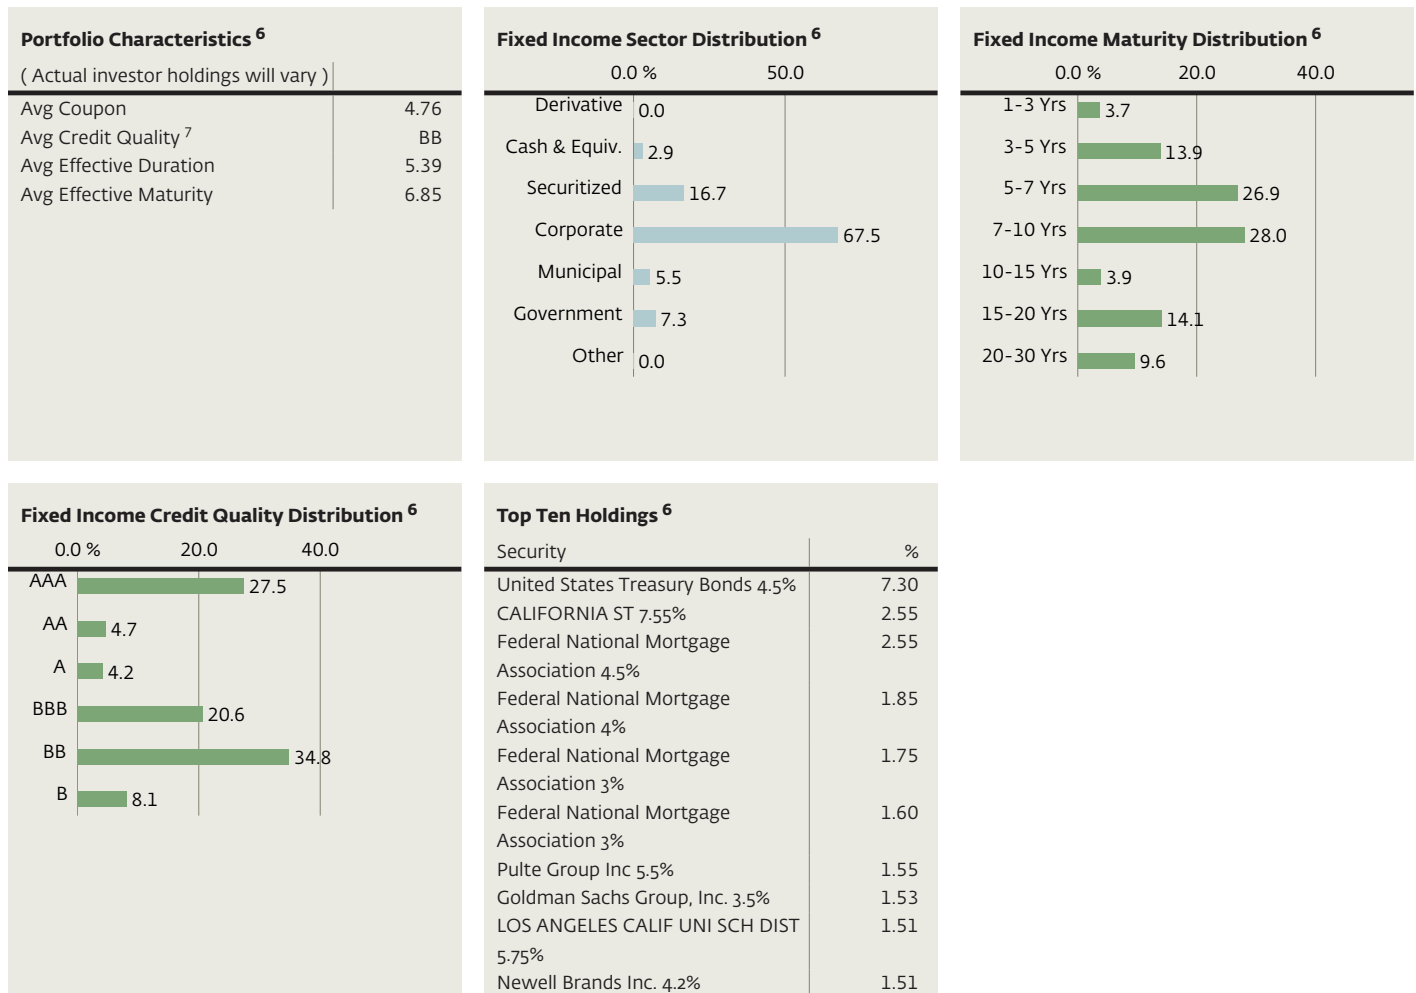 Portfolio Characteristics 6
( Actual investor holdings will vary )
Avg Coupon 4.76
Avg Credit Quality 7 BB
Avg Effective Duration 5.39
Avg Effective Maturity 6.85
Fixed Income Sector Distribution 6
0.0 % 50.0
Derivative 0.0
Cash & Equiv. 2.9
Securitized 16.7
Corporate 67.5
Municipal 5.5
Government 7.3
Other 0.0
Fixed Income Maturity Distribution 6
0.0 % 20.0 40.0
1-3 Yrs 3.7
3-5 Yrs 13.9
5-7 Yrs 26.9
7-10 Yrs 28.0
10-15 Yrs 3.9
15-20 Yrs 14.1
20-30 Yrs 9.6
Fixed Income Credit Quality Distribution 6
0.0 % 20.0 40.0
AAA 27.5
AA 4.7
A 4.2
BBB 20.6
BB 34.8
B 8.1
Top Ten Holdings 6
Security %
United States Treasury Bonds 4.5% 7.30
CALIFORNIA ST 7.55% 2.55
Federal National Mortgage 2.55
Association 4.5%
Federal National Mortgage 1.85
Association 4%
Federal National Mortgage 1.75
Association 3%
Federal National Mortgage 1.60
Association 3%
Pulte Group Inc 5.5% 1.55
Goldman Sachs Group, Inc. 3.5% 1.53
LOS ANGELES CALIF UNI SCH DIST 1.51
5.75%
Newell Brands Inc. 4.2% 1.51